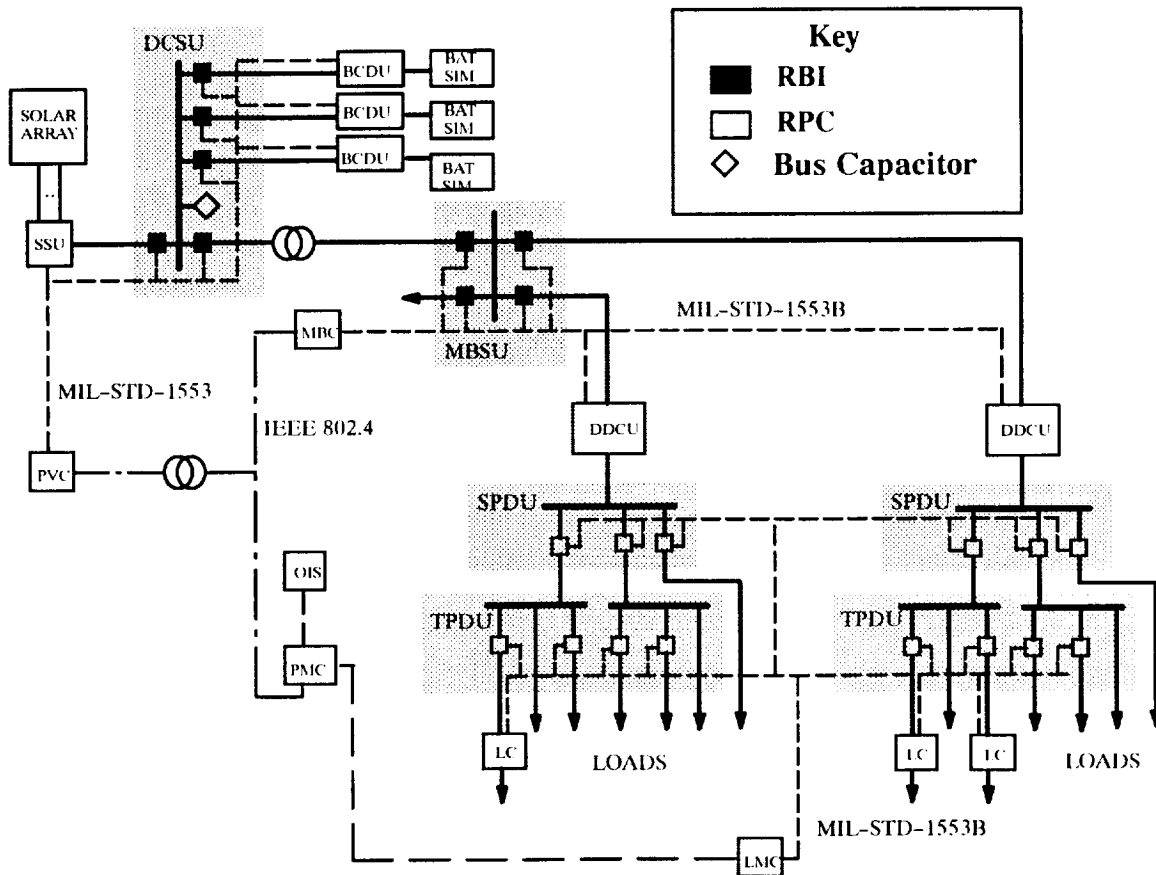 DCSU
BCDU
BAT
SIM
BCDU
BAT
SIM
BCDU
BAT
SIM
SOLAR
ARRAY
...
SSU
Key
RBI
RPC
Bus Capacitor
MBC
MIL-STD-1553B
MBSU
MIL-STD-1553
IEEE 802.4
PVC
DDCU
DDCU
SPDU
SPDU
OIS
TPDU
TPDU
PMC
LC
LOADS
LC
LC
LOADS
MIL-STD-1553B
LMC